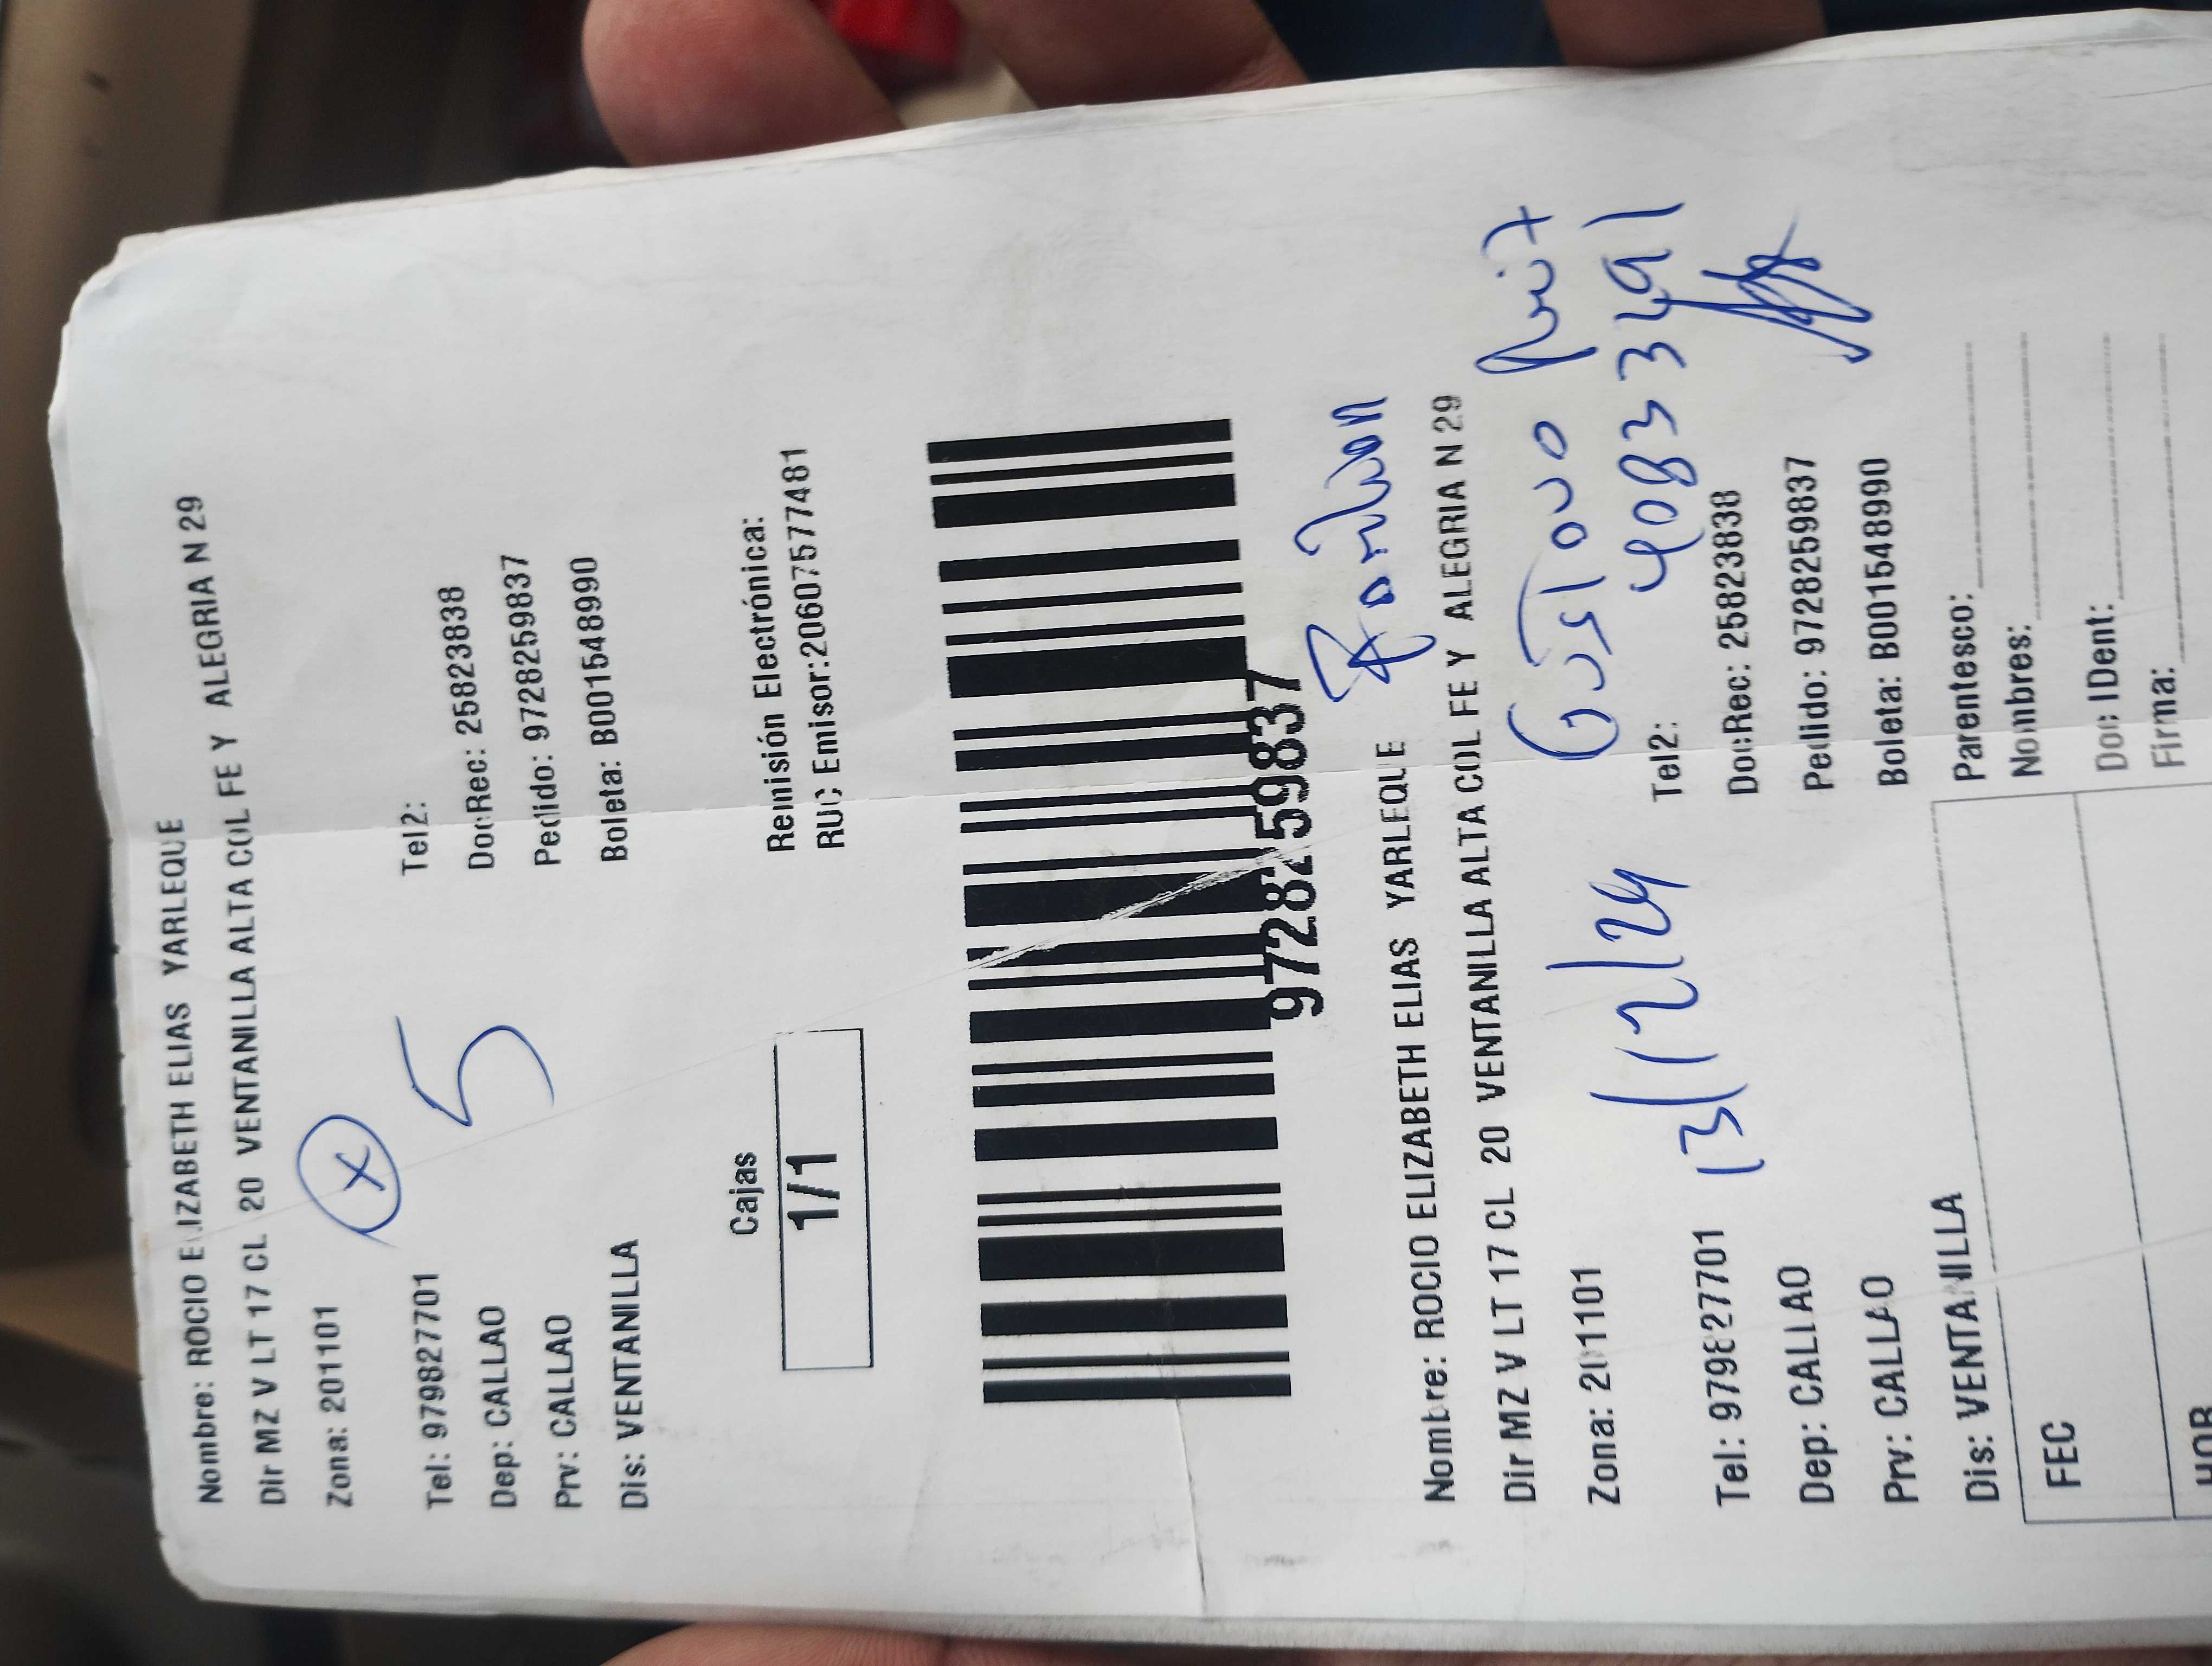 Nombre: ROCIO ELIZABETH ELIAS YARLEQUE
Dir MZ V LT 17 CL 20 VENTANILLA ALTA COL FE Y ALEGRIA N 29
Zona: 201101
X
Tel: 979827701 5 Tel2:
Dep: CALLAO DocRec: 25823838
Prv: CALLAO Pedido: 9728259837
Dis: VENTANILLA Boleta: B001548990
Cajas Remisión Electrónica:
1/1 RUC Emisor:20607577481
9728259837
Nombre: ROCIO ELIZABETH ELIAS YARLEQUE
Dir MZ V LT 17 CL 20 VENTANILLA ALTA COL FE Y ALEGRIA N 29
Gustavo Ruiz
Zona: 201101
40833491
13/12/24 Tel2:
Tel: 979827701 DocRec: 25823838
Dep: CALLAO Pedido: 9728259837
Prv: CALLAO Boleta: B001548990
Dis: VENTANILLA Parentesco:
Nombres:
FEC
Doc IDent:
Firma:
HOR